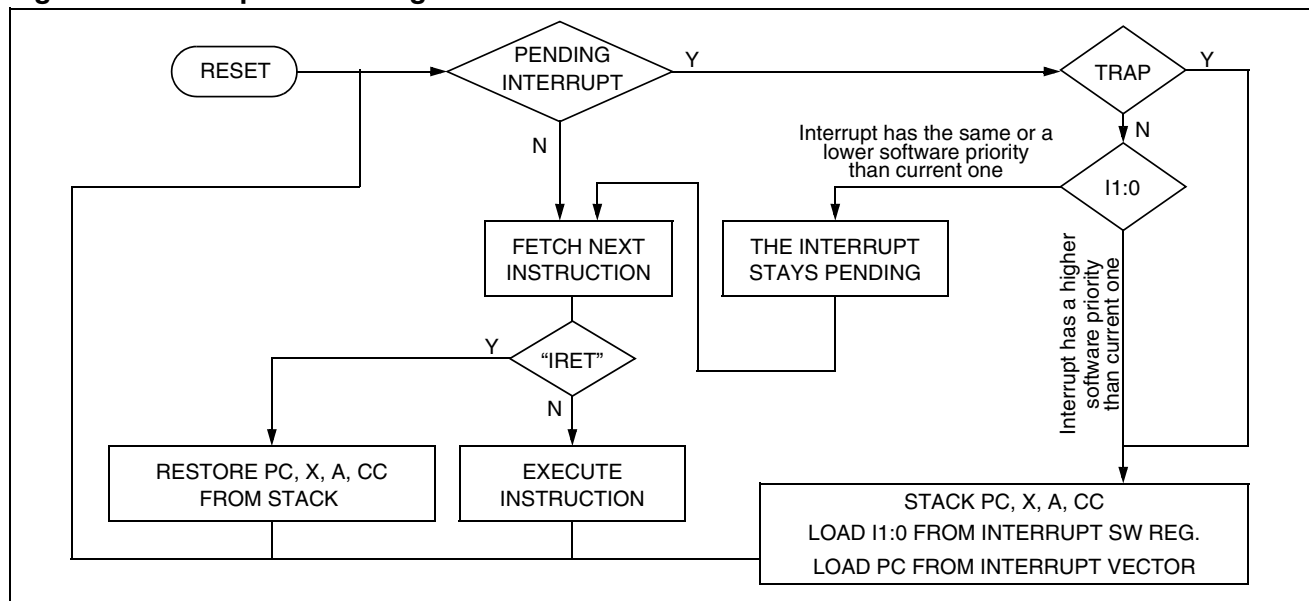 RESET
PENDING
INTERRUPT
Y
TRAP
Y
N
Interrupt has the same or a
lower software priority
than current one
N
I1:0
FETCH NEXT
INSTRUCTION
THE INTERRUPT
STAYS PENDING
Interrupt has a higher
software priority
than current one
Y
“IRET”
N
RESTORE PC, X, A, CC
FROM STACK
EXECUTE
INSTRUCTION
STACK PC, X, A, CC
LOAD I1:0 FROM INTERRUPT SW REG.
LOAD PC FROM INTERRUPT VECTOR